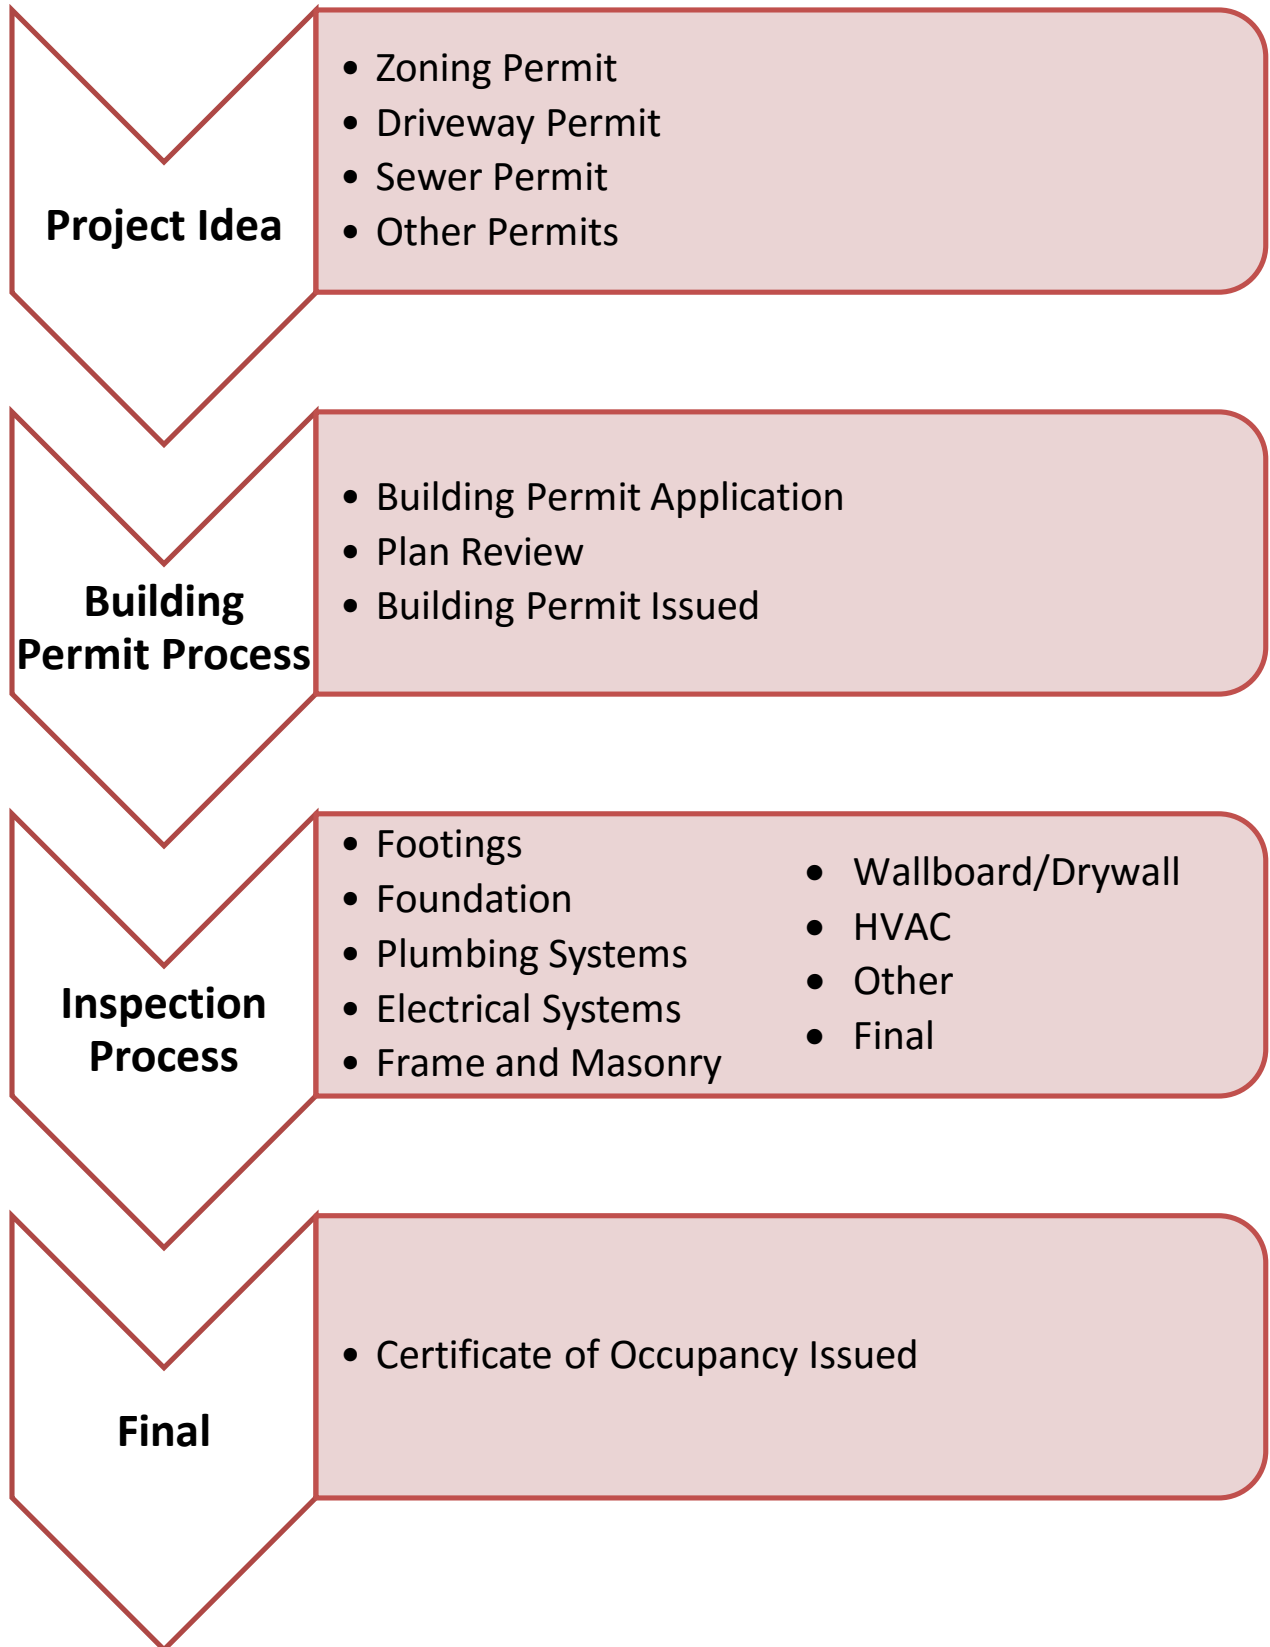 Project Idea
• Zoning Permit
• Driveway Permit
• Sewer Permit
• Other Permits
Building
Permit Process
• Building Permit Application
• Plan Review
• Building Permit Issued
Inspection
Process
• Footings
• Foundation
• Plumbing Systems
• Electrical Systems
• Frame and Masonry
• Wallboard/Drywall
• HVAC
• Other
• Final
Final
• Certificate of Occupancy Issued